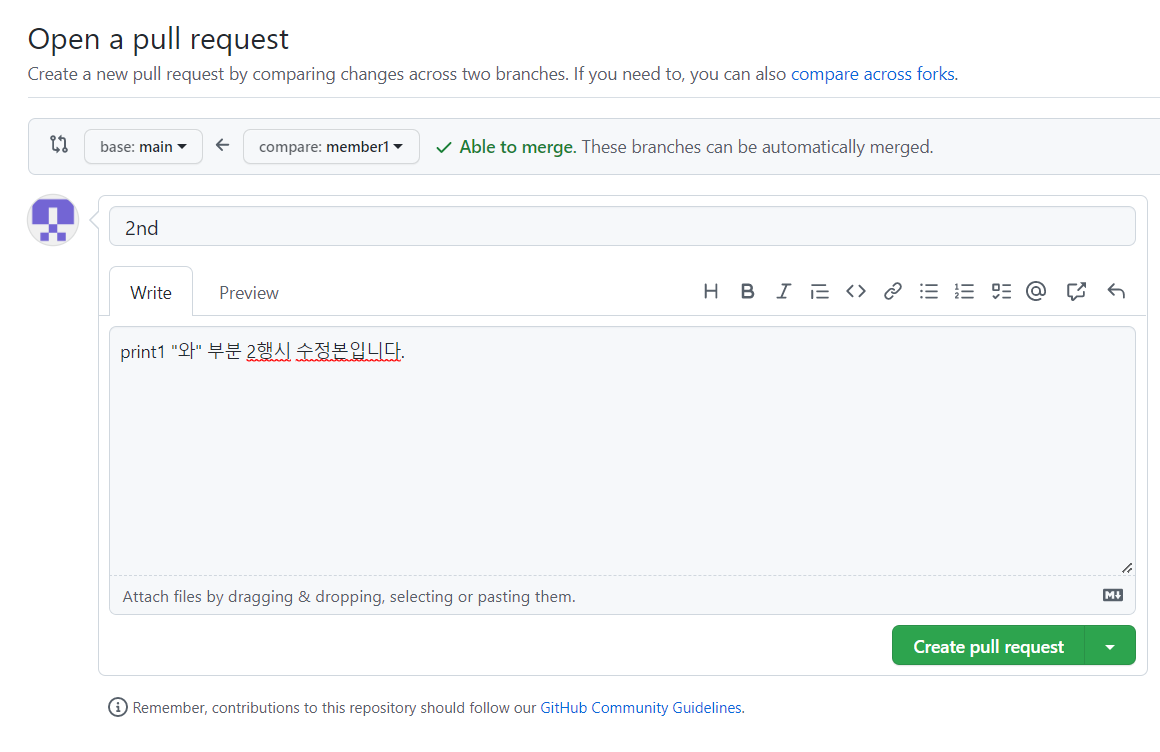 Open a pull request
Create a new pull request by comparing changes across two branches. If you need to, you can also compare across forks.
base: main compare: member1 Able to merge. These branches can be automatically merged.
2nd
Write Preview
print1 "와" 부분 2행시 수정본입니다.
Attach files by dragging & dropping, selecting or pasting them.
Create pull request
Remember, contributions to this repository should follow our GitHub Community Guidelines.